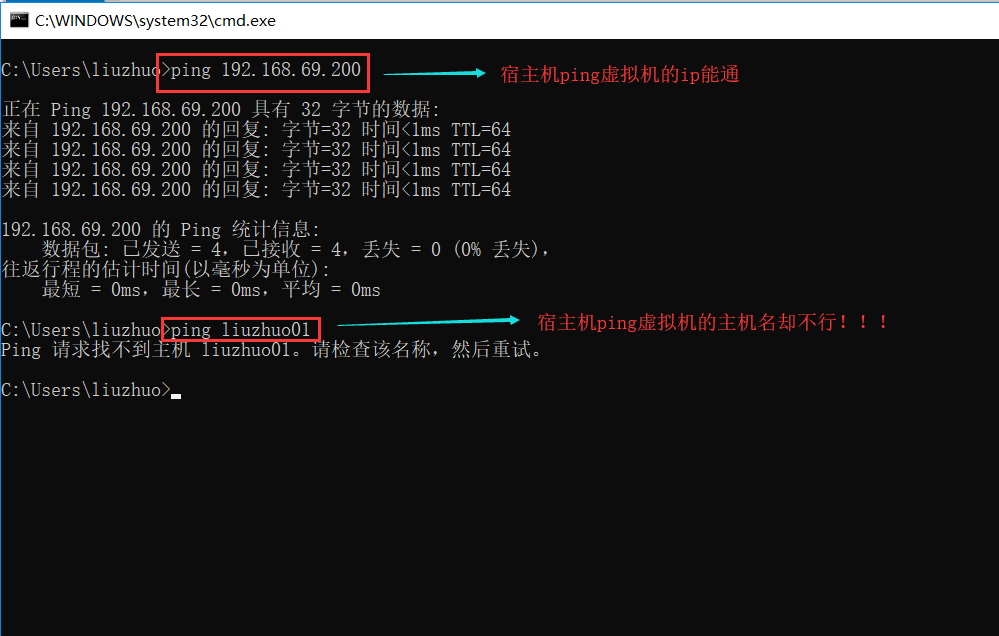 C:\WINDOWS\system32\cmd.exe
C:\Users\liuzhuo>ping 192.168.69.200
宿主机ping虚拟机的ip能通
正在 Ping 192.168.69.200 具有 32 字节的数据:
来自 192.168.69.200 的回复: 字节=32 时间<1ms TTL=64
来自 192.168.69.200 的回复: 字节=32 时间<1ms TTL=64
来自 192.168.69.200 的回复: 字节=32 时间<1ms TTL=64
来自 192.168.69.200 的回复: 字节=32 时间<1ms TTL=64
192.168.69.200 的 Ping 统计信息:
数据包: 已发送 = 4，已接收 = 4，丢失 = 0 (0% 丢失)，
往返行程的估计时间(以毫秒为单位):
最短 = 0ms，最长 = 0ms，平均 = 0ms
C:\Users\liuzhuo>ping liuzhuo01
宿主机ping虚拟机的主机名却不行！！！
Ping 请求找不到主机 liuzhuo01。请检查该名称，然后重试。
C:\Users\liuzhuo>